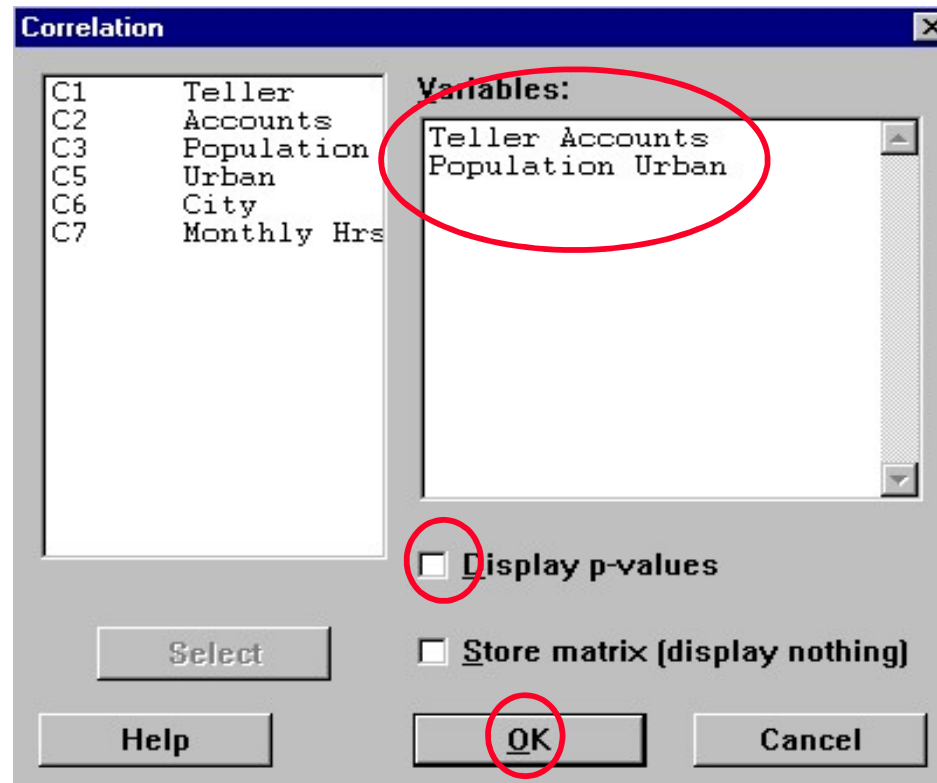 Correlation
C1 Teller
C2 Accounts
C3 Population
C5 Urban
C6 City
C7 Monthly Hrs
Variables:
Teller Accounts
Population Urban
Display p-values
Store matrix (display nothing)
Select
Help
OK
Cancel